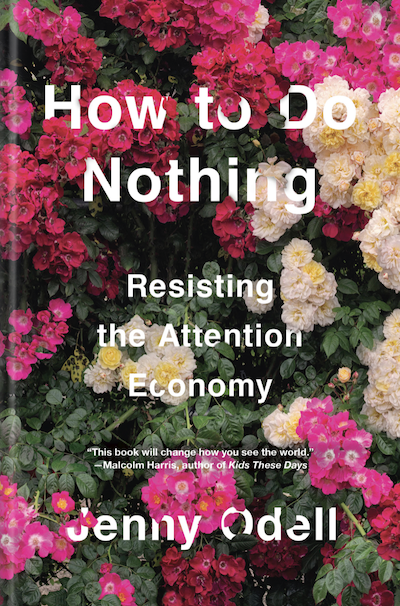 How to Do
Nothing
Resisting
the Attention
Economy
“This book will change how you see the world.”
—Malcolm Harris, author of Kids These Days
Jenny Odell